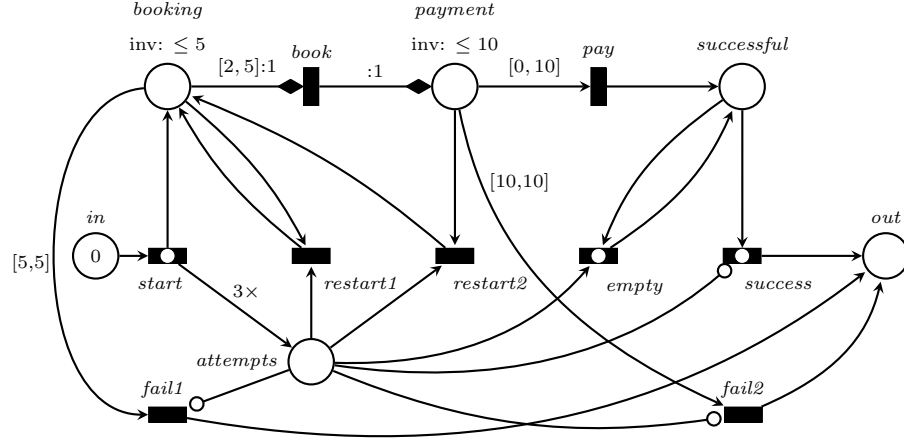 booking
payment
inv: ≤ 5
book
inv: ≤ 10
pay
successful
[2, 5]:1
:1
[0, 10]
[10,10]
in
out
0
[5,5]
start
restart1
restart2
empty
success
3×
attempts
fail1
fail2